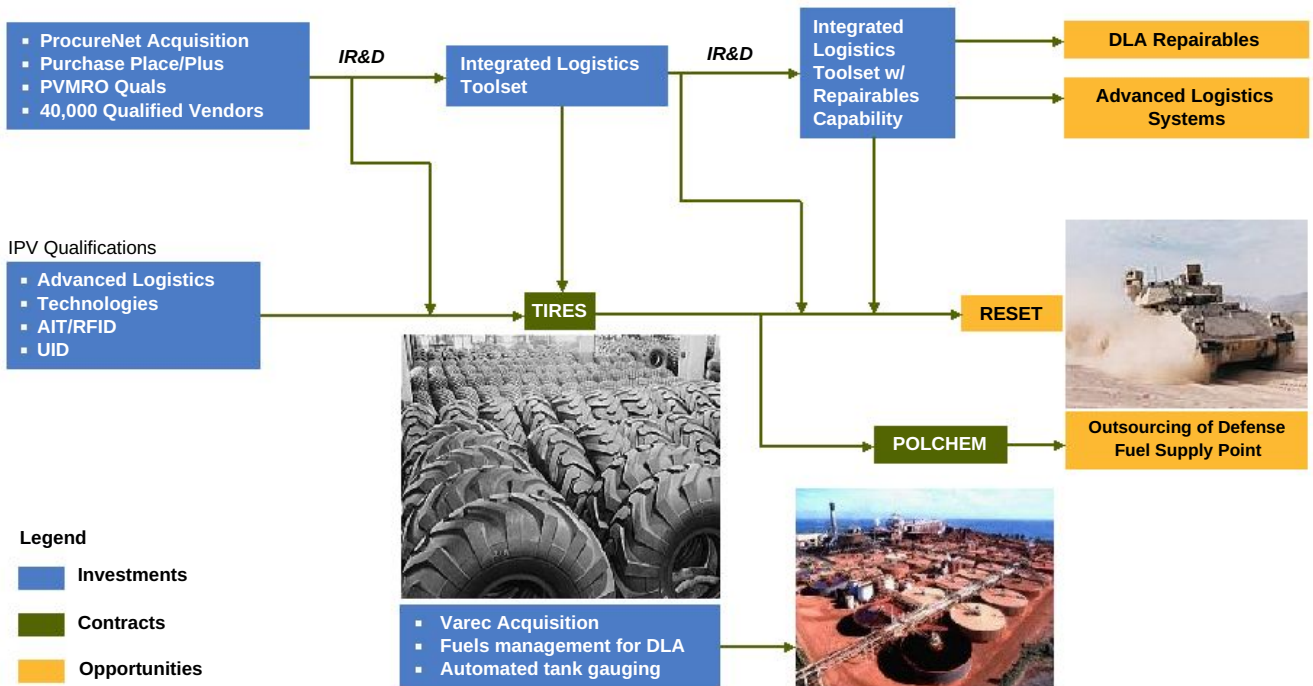 ProcureNet Acquisition
Purchase Place/Plus
PVMRO Quals
40,000 Qualified Vendors
IR&D
Integrated Logistics
Toolset
IR&D
Integrated
Logistics
Toolset w/
Repairables
Capability
DLA Repairables
Advanced Logistics
Systems
IPV Qualifications
Advanced Logistics
Technologies
AIT/RFID
UID
TIRES
RESET
POLCHEM
Outsourcing of Defense
Fuel Supply Point
Legend
Investments
Contracts
Opportunities
Varec Acquisition
Fuels management for DLA
Automated tank gauging